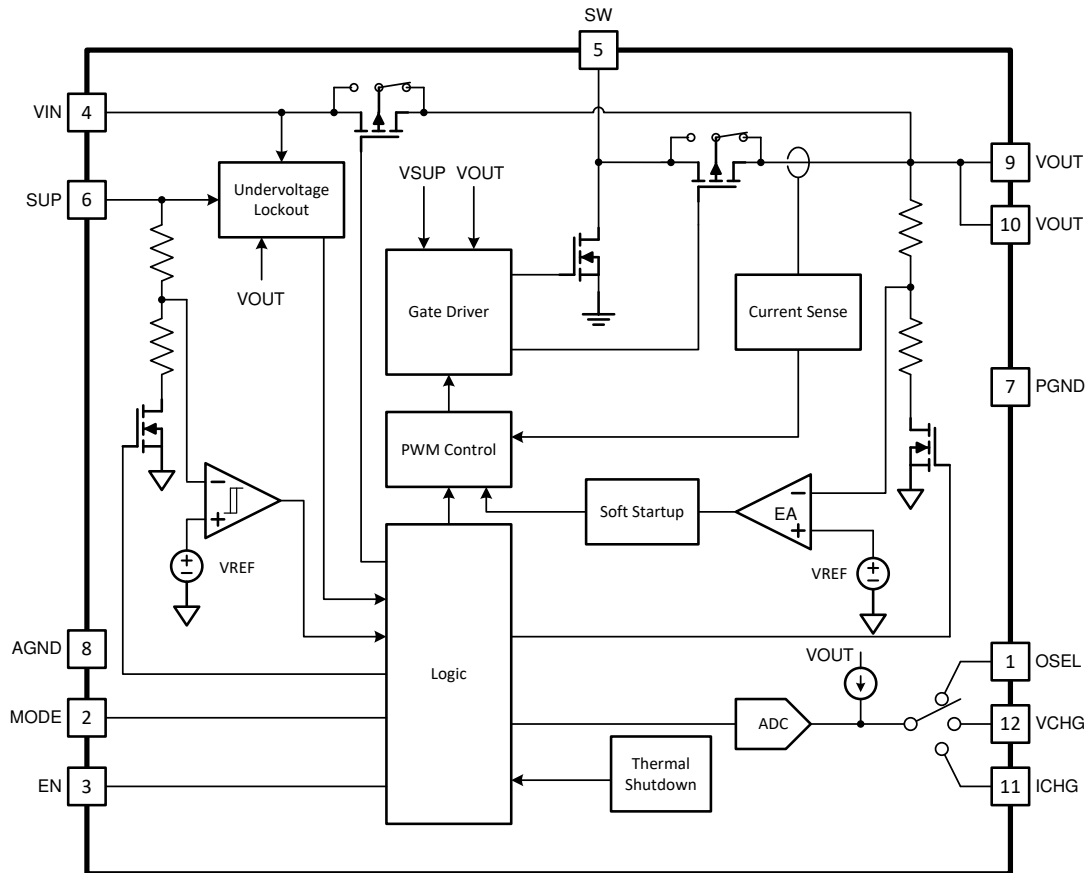 SW
5
VIN
4
SUP
6
Undervoltage
Lockout
VOUT
VSUP
VOUT
Gate Driver
Current Sense
9
VOUT
10
VOUT
7
PGND
PWM Control
Soft Startup
EA
VREF
VREF
AGND
8
MODE
2
EN
3
Logic
VOUT
ADC
Thermal
Shutdown
1
OSEL
12
VCHG
11
ICHG